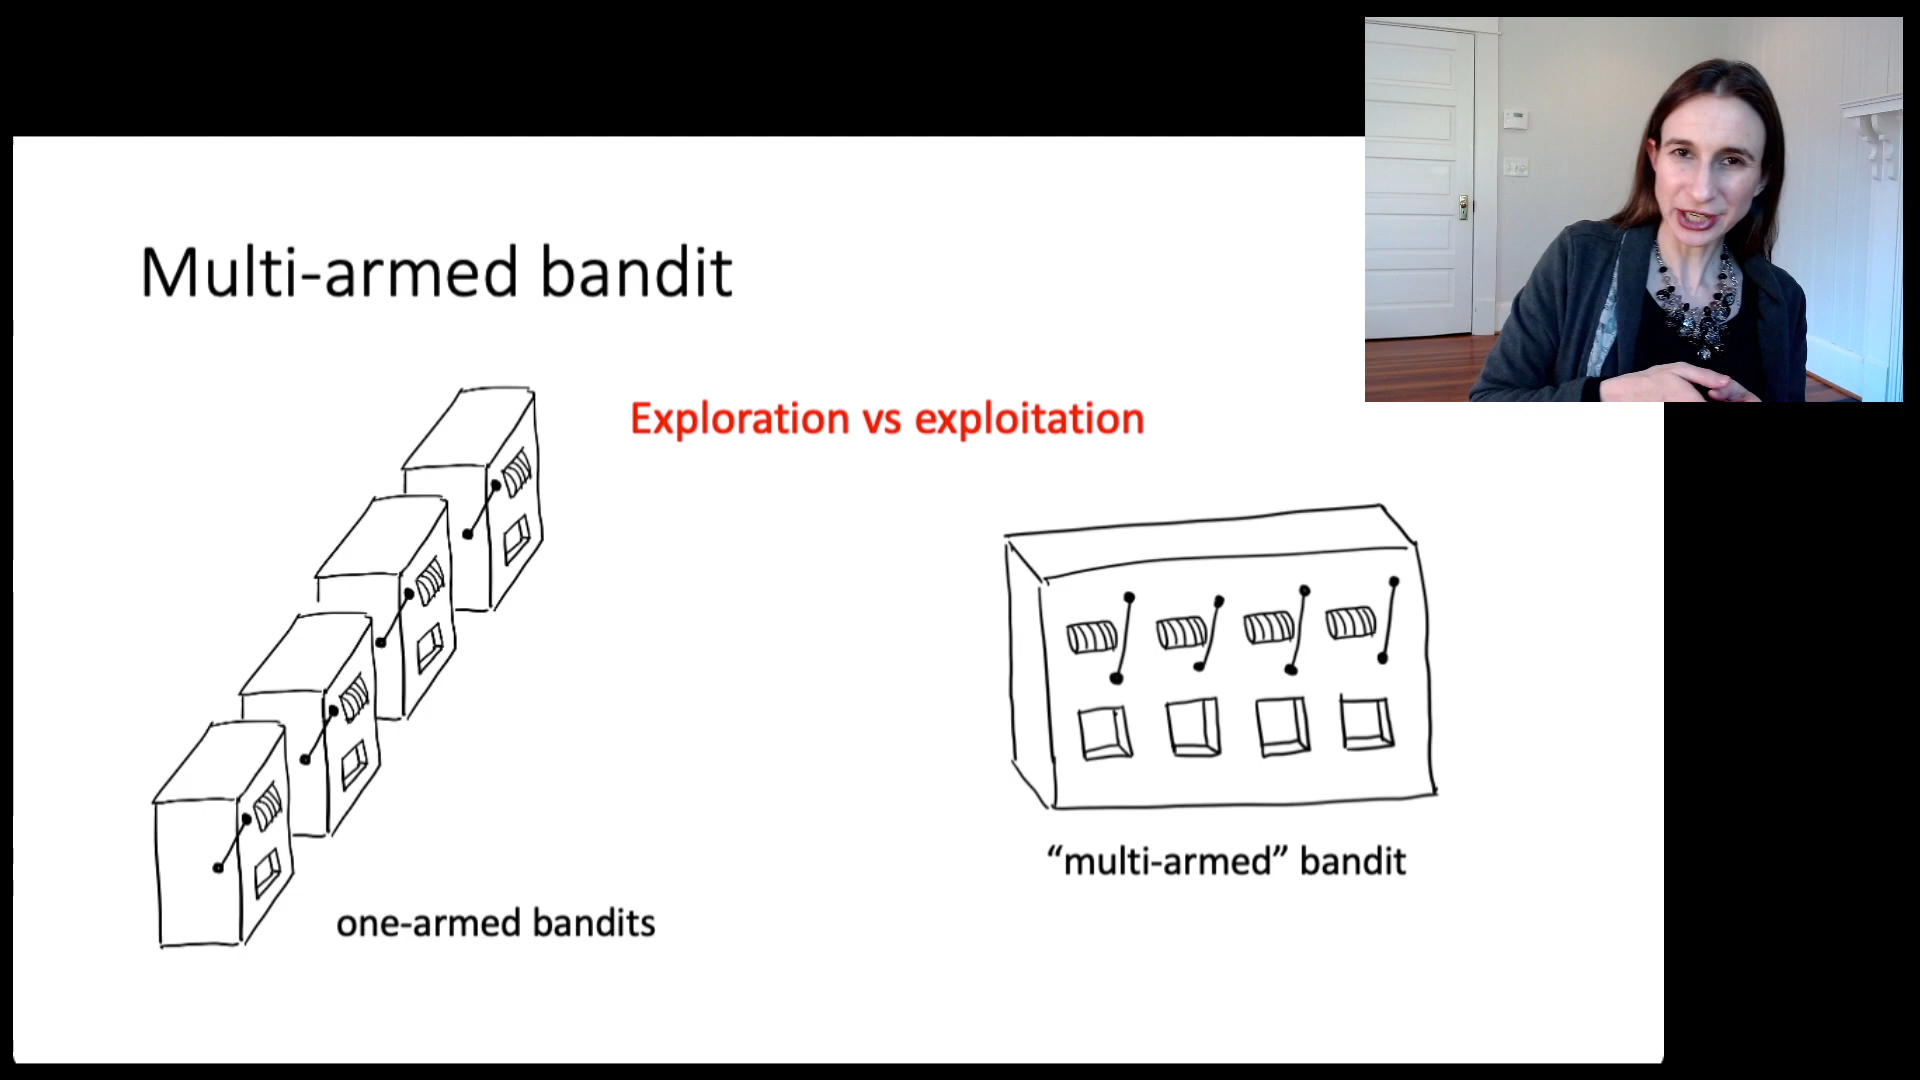 Multi-armed bandit
Exploration vs exploitation
“multi-armed” bandit
one-armed bandits